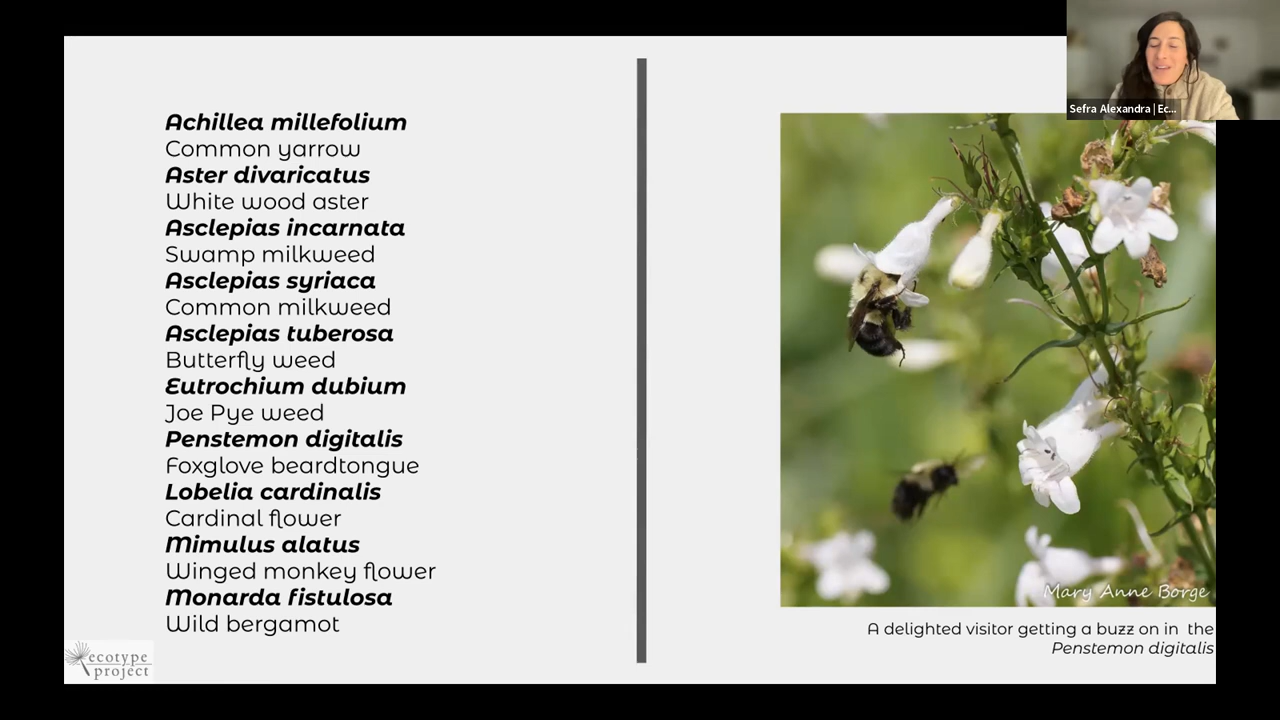 Achillea millefolium
Common yarrow
Aster divaricatus
White wood aster
Asclepias incarnata
Swamp milkweed
Asclepias syriaca
Common milkweed
Asclepias tuberosa
Butterfly weed
Eutrochium dubium
Joe Pye weed
Penstemon digitalis
Foxglove beardtongue
Lobelia cardinalis
Cardinal flower
Mimulus alatus
Winged monkey flower
Monarda fistulosa
Wild bergamot
ecotype
project
Sefra Alexandra | Ec...
Mary Anne Borge
A delighted visitor getting a buzz on in the
Penstemon digitalis